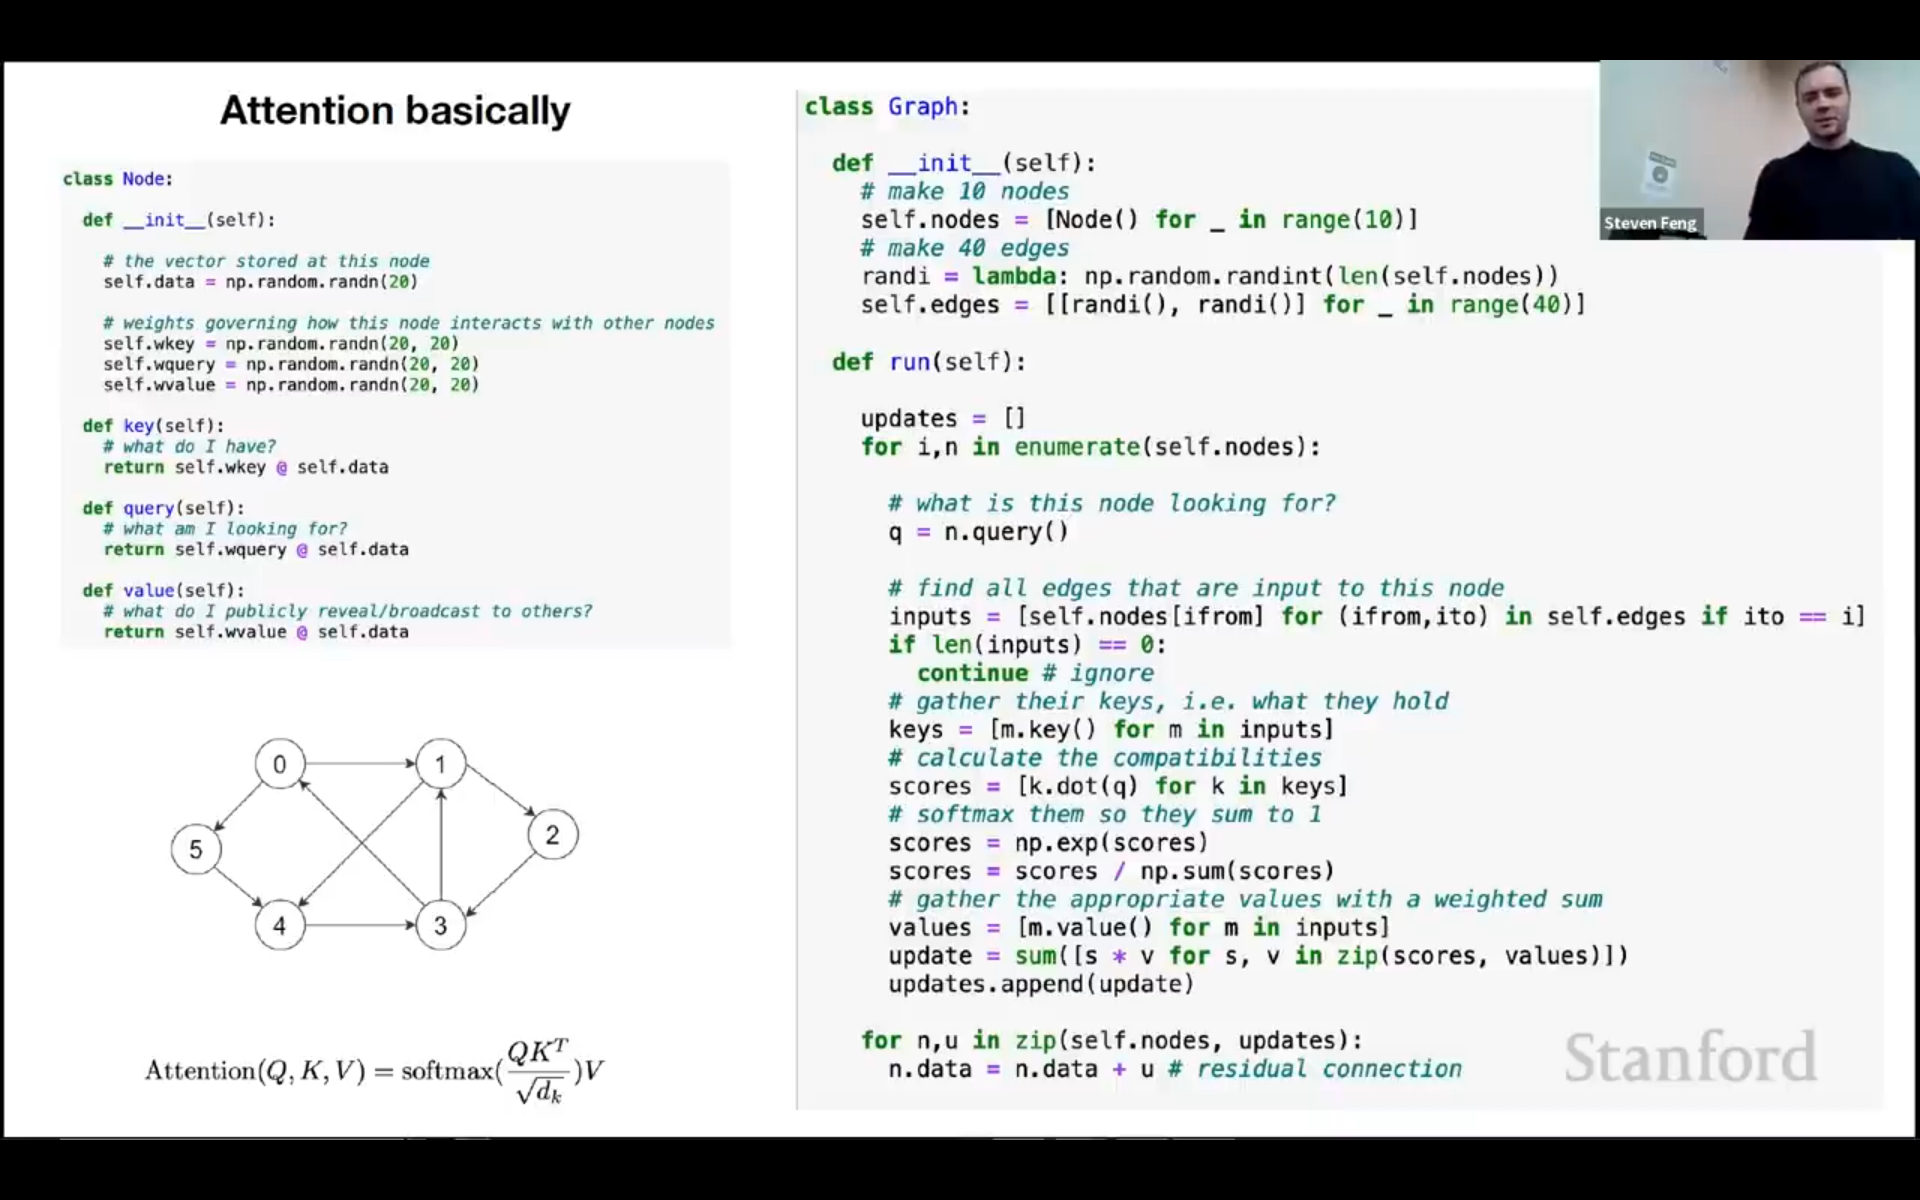 Attention basically
class Node:
def __init__(self):
# the vector stored at this node
self.data = np.random.randn(20)
# weights governing how this node interacts with other nodes
self.wkey = np.random.randn(20, 20)
self.wquery = np.random.randn(20, 20)
self.wvalue = np.random.randn(20, 20)
def key(self):
# what do I have?
return self.wkey @ self.data
def query(self):
# what am I looking for?
return self.wquery @ self.data
def value(self):
# what do I publicly reveal/broadcast to others?
return self.wvalue @ self.data
0
1
5
2
4
3
Attention(Q, K, V) = softmax(QK^T / √d_k)V
class Graph:
def __init__(self):
# make 10 nodes
self.nodes = [Node() for _ in range(10)]
# make 40 edges
randi = lambda: np.random.randint(len(self.nodes))
self.edges = [[randi(), randi()] for _ in range(40)]
def run(self):
updates = []
for i,n in enumerate(self.nodes):
# what is this node looking for?
q = n.query()
# find all edges that are input to this node
inputs = [self.nodes[ifrom] for (ifrom,ito) in self.edges if ito == i]
if len(inputs) == 0:
continue # ignore
# gather their keys, i.e. what they hold
keys = [m.key() for m in inputs]
# calculate the compatibilities
scores = [k.dot(q) for k in keys]
# softmax them so they sum to 1
scores = np.exp(scores)
scores = scores / np.sum(scores)
# gather the appropriate values with a weighted sum
values = [m.value() for m in inputs]
update = sum([s * v for s, v in zip(scores, values)])
updates.append(update)
for n,u in zip(self.nodes, updates):
n.data = n.data + u # residual connection
Steven Feng
Stanford